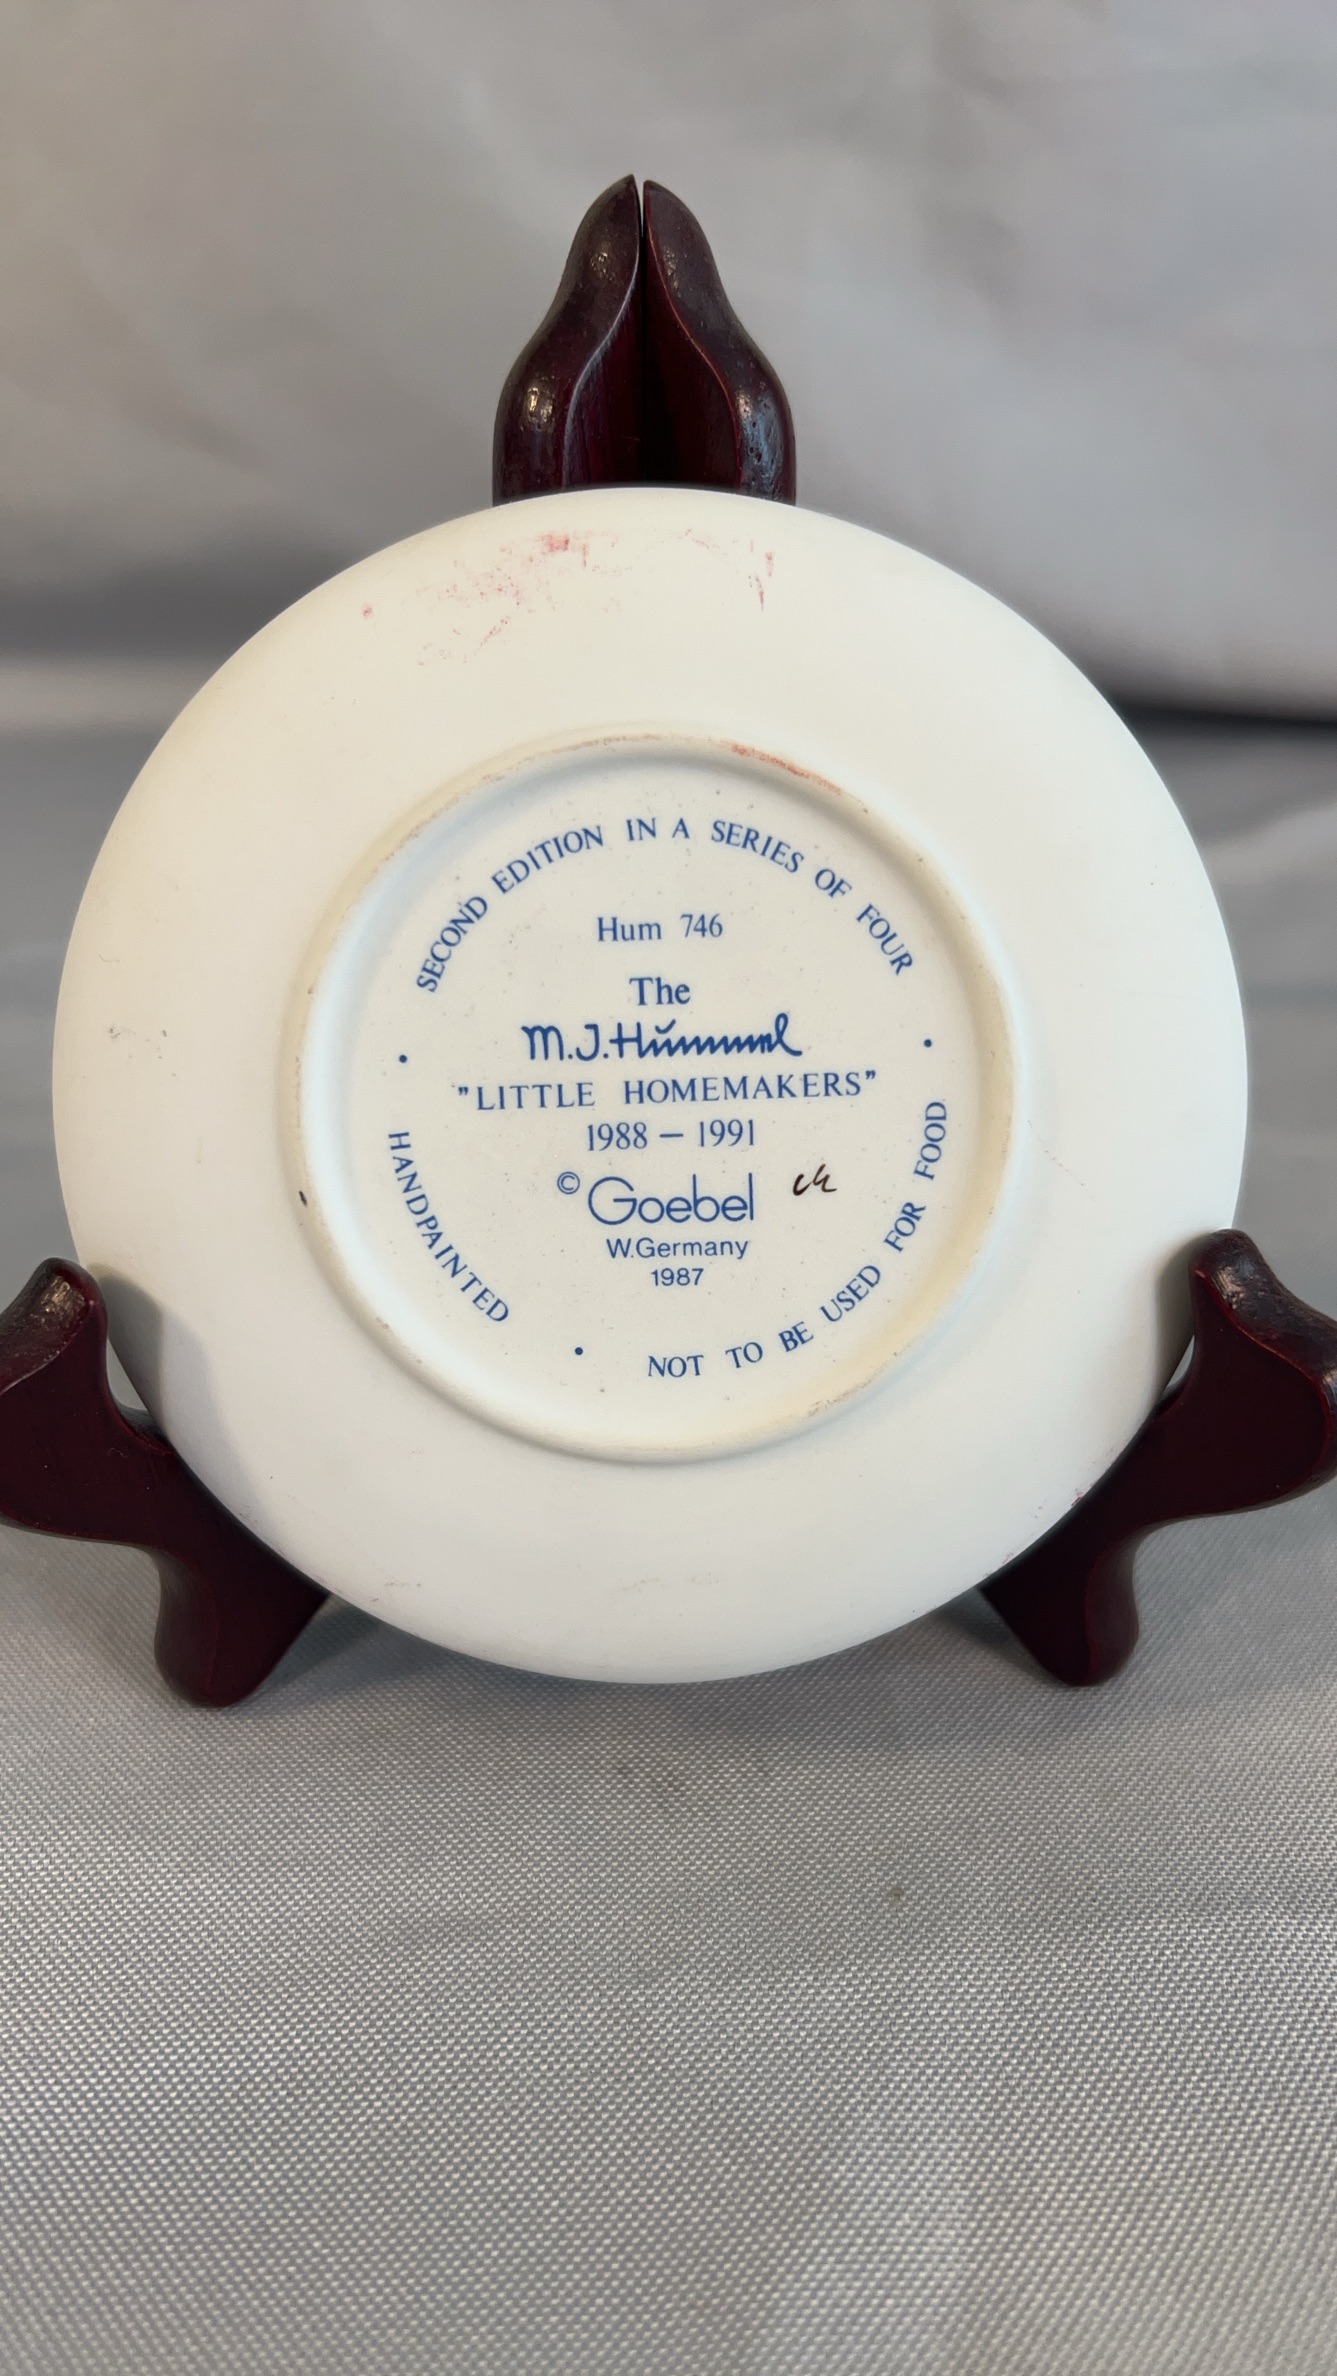 SECOND EDITION IN A SERIES OF FOUR
Hum 746
The
M.J.Hummel
"LITTLE HOMEMAKERS"
1988 — 1991
© Goebel
W.Germany
1987
HANDPAINTED • NOT TO BE USED FOR FOOD